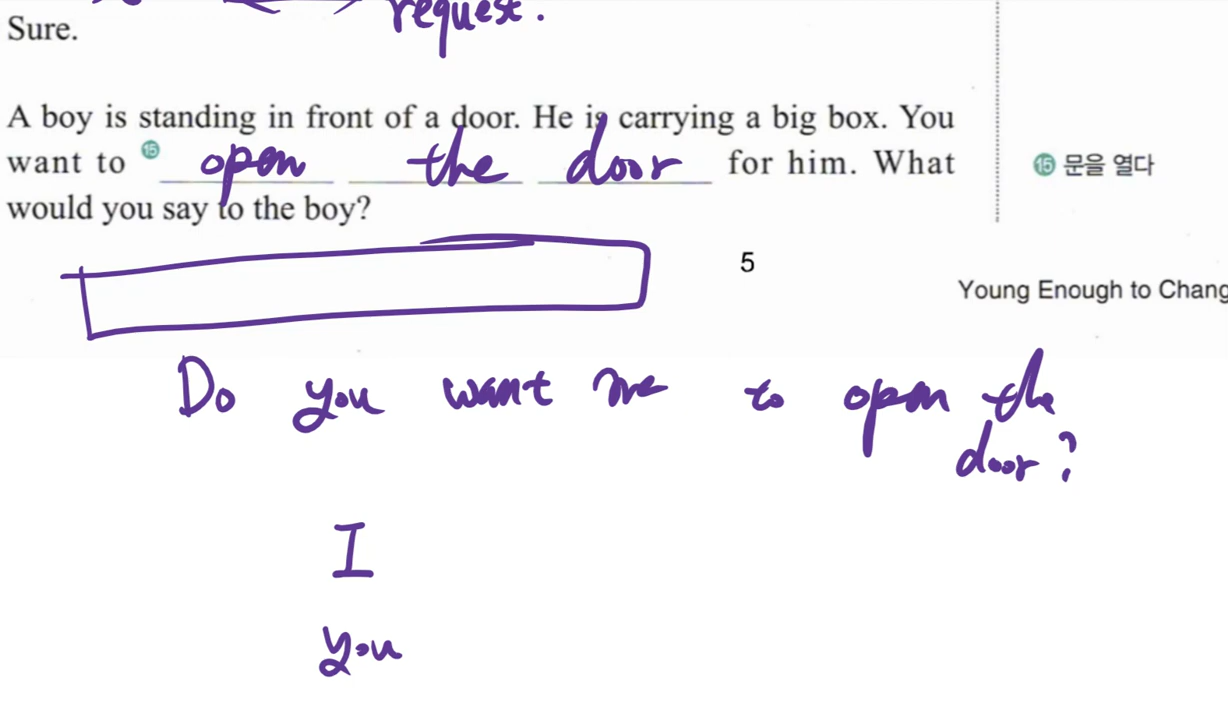 request.
Sure.
A boy is standing in front of a door. He is carrying a big box. You
want to ⑮ open the door for him. What
⑮ 문을 열다
would you say to the boy?
5
Young Enough to Chang
Do you want me to open the
door?
I
you